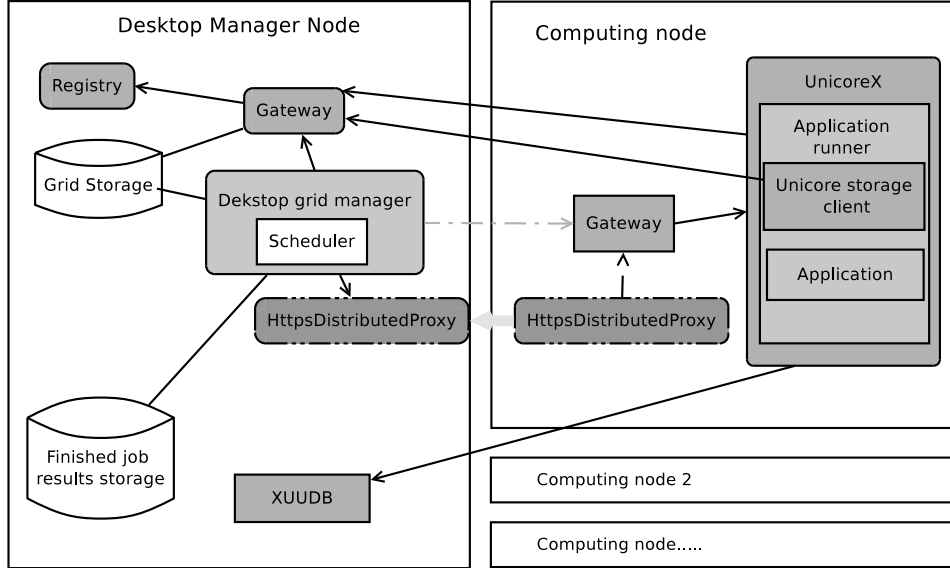 Desktop Manager Node
Registry
Gateway
Grid Storage
Dekstop grid manager
Scheduler
HttpsDistributedProxy
Finished job
results storage
XUUDB
Computing node
UnicoreX
Application
runner
Unicore storage
client
Application
Gateway
HttpsDistributedProxy
Computing node 2
Computing node.....